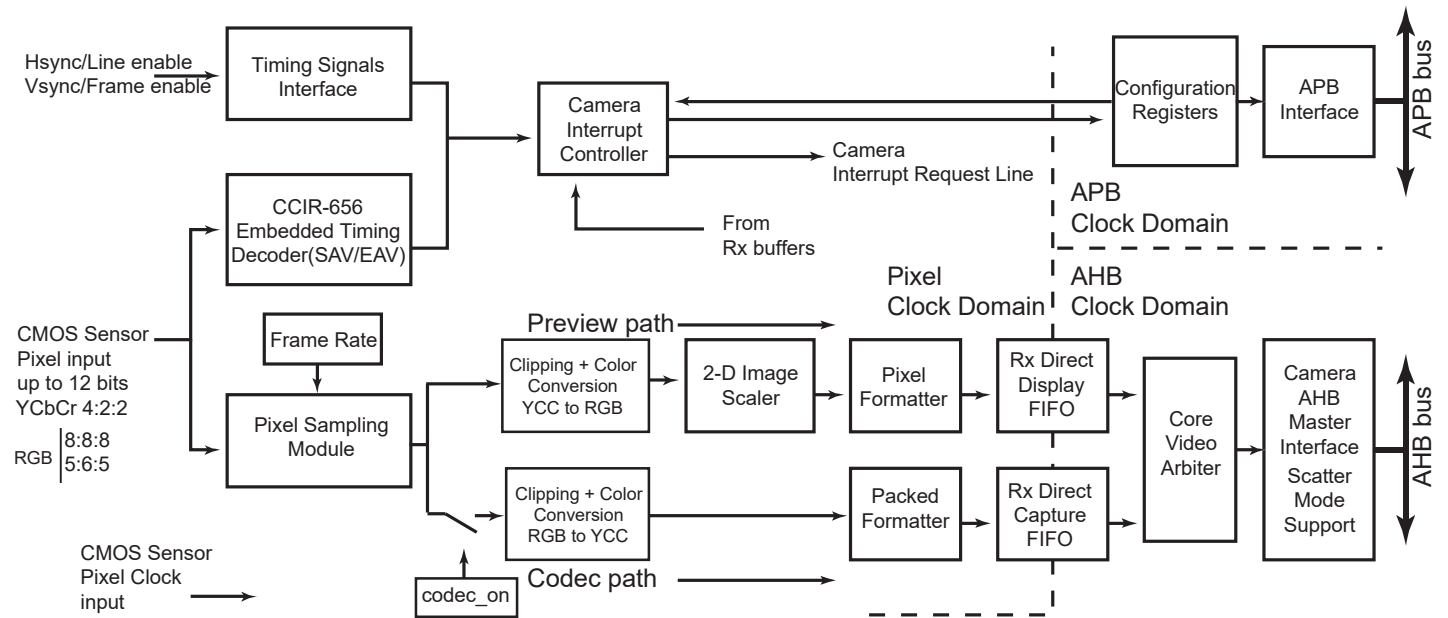 Hsync/Line enable
Vsync/Frame enable
Timing Signals
Interface
Camera
Interrupt
Controller
Configuration
Registers
APB
Interface
APB bus
Camera
Interrupt Request Line
APB
Clock Domain
CCIR-656
Embedded Timing
Decoder(SAV/EAV)
From
Rx buffers
Pixel
Clock Domain
AHB
Clock Domain
CMOS Sensor
Pixel input
up to 12 bits
YCbCr 4:2:2
RGB
8:8:8
5:6:5
Frame Rate
Pixel Sampling
Module
Preview path
Clipping + Color
Conversion
YCC to RGB
2-D Image
Scaler
Pixel
Formatter
Rx Direct
Display
FIFO
Core
Video
Arbiter
Camera
AHB
Master
Interface
Scatter
Mode
Support
AHB bus
Clipping + Color
Conversion
RGB to YCC
Packed
Formatter
Rx Direct
Capture
FIFO
Codec path
codec_on
CMOS Sensor
Pixel Clock
input